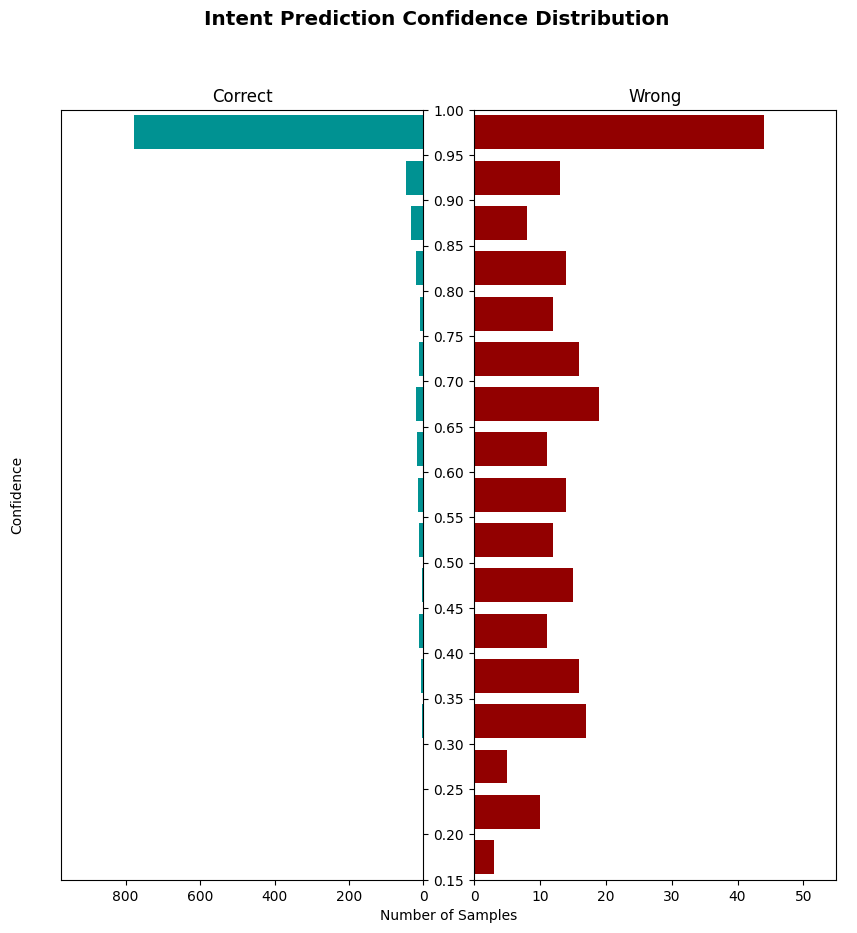 Intent Prediction Confidence Distribution
Correct
Wrong
Confidence
1.00
0.95
0.90
0.85
0.80
0.75
0.70
0.65
0.60
0.55
0.50
0.45
0.40
0.35
0.30
0.25
0.20
0.15
800 600 400 200 0
0 10 20 30 40 50
Number of Samples